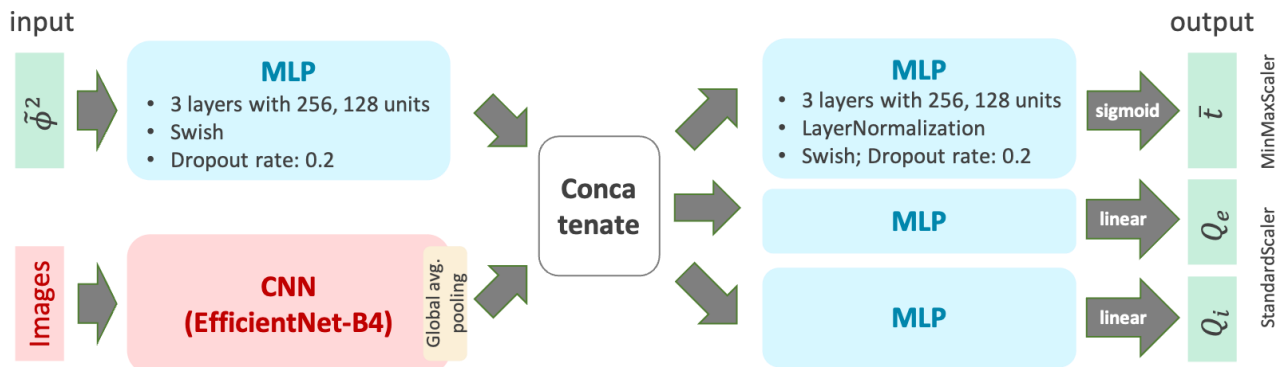 input
output
ϕ̃²
MLP
• 3 layers with 256, 128 units
• Swish
• Dropout rate: 0.2
Images
CNN
(EfficientNet-B4)
Global avg.
pooling
Conca
tenate
MLP
• 3 layers with 256, 128 units
• LayerNormalization
• Swish; Dropout rate: 0.2
sigmoid
t̄
MinMaxScaler
MLP
linear
Qₑ
MLP
linear
Qᵢ
StandardScaler